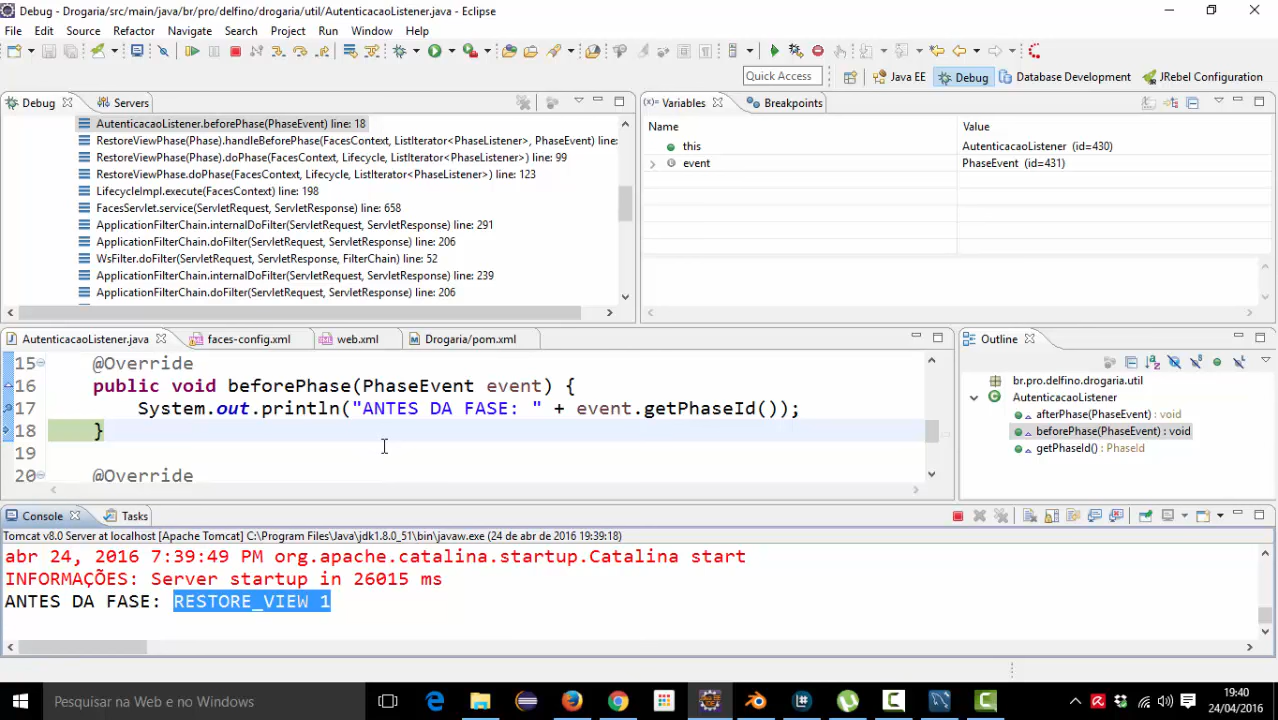 Debug - Drogaria/src/main/java/br/pro/delfino/drogaria/util/AutenticacaoListener.java - Eclipse
File Edit Source Refactor Navigate Search Project Run Window Help
Quick Access Java EE Debug Database Development JRebel Configuration
Debug Servers
AutenticacaoListener.beforePhase(PhaseEvent) line: 18
RestoreViewPhase(Phase).handleBeforePhase(FacesContext, ListIterator<PhaseListener>, PhaseEvent) line:
RestoreViewPhase(Phase).doPhase(FacesContext, Lifecycle, ListIterator<PhaseListener>) line: 99
RestoreViewPhase.doPhase(FacesContext, Lifecycle, ListIterator<PhaseListener>) line: 123
LifecycleImpl.execute(FacesContext) line: 198
FacesServlet.service(ServletRequest, ServletResponse) line: 658
ApplicationFilterChain.internalDoFilter(ServletRequest, ServletResponse) line: 291
ApplicationFilterChain.doFilter(ServletRequest, ServletResponse) line: 206
WsFilter.doFilter(ServletRequest, ServletResponse, FilterChain) line: 52
ApplicationFilterChain.internalDoFilter(ServletRequest, ServletResponse) line: 239
ApplicationFilterChain.doFilter(ServletRequest, ServletResponse) line: 206
(x)= Variables Breakpoints
Name Value
this AutenticacaoListener (id=430)
event PhaseEvent (id=431)
AutenticacaoListener.java faces-config.xml web.xml Drogaria/pom.xml
15 @Override
16 public void beforePhase(PhaseEvent event) {
17 System.out.println("ANTES DA FASE: " + event.getPhaseId());
18 }
19
20 @Override
Outline
br.pro.delfino.drogaria.util
AutenticacaoListener
afterPhase(PhaseEvent) : void
beforePhase(PhaseEvent) : void
getPhaseId() : PhaseId
Console Tasks
Tomcat v8.0 Server at localhost [Apache Tomcat] C:\Program Files\Java\jdk1.8.0_51\bin\javaw.exe (24 de abr de 2016 19:39:18)
abr 24, 2016 7:39:49 PM org.apache.catalina.startup.Catalina start
INFORMAÇÕES: Server startup in 26015 ms
ANTES DA FASE: RESTORE_VIEW 1
Pesquisar na Web e no Windows
19:40
24/04/2016